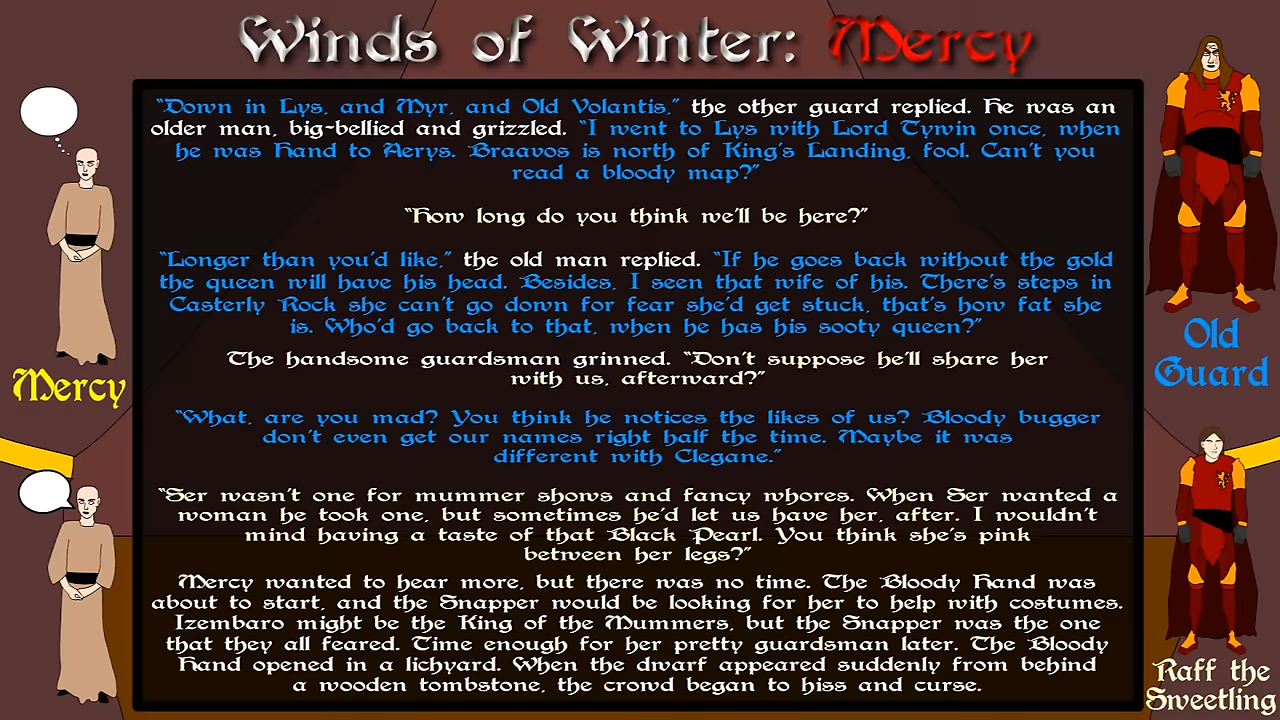 Winds of Winter: Mercy
"Down in Lys, and Myr, and Old Volantis," the other guard replied. He was an
older man, big-bellied and grizzled. "I went to Lys with Lord Tywin once, when
he was Hand to Aerys. Braavos is north of King's Landing, fool. Can't you
read a bloody map?"
"How long do you think we'll be here?"
"Longer than you'd like," the old man replied. "If he goes back without the gold
the queen will have his head. Besides, I seen that wife of his. There's steps in
Casterly Rock she can't go down for fear she'd get stuck, that's how fat she
is. Who'd go back to that, when he has his sooty queen?"
The handsome guardsman grinned. "Don't suppose he'll share her
with us, afterward?"
"What, are you mad? You think he notices the likes of us? Bloody bugger
don't even get our names right half the time. Maybe it was
different with Clegane."
"Ser wasn't one for mummer shows and fancy whores. When Ser wanted a
woman he took one, but sometimes he'd let us have her, after. I wouldn't
mind having a taste of that Black Pearl. You think she's pink
between her legs?"
Mercy wanted to hear more, but there was no time. The Bloody Hand was
about to start, and the Snapper would be looking for her to help with costumes.
Izembaro might be the King of the Mummers, but the Snapper was the one
that they all feared. Time enough for her pretty guardsman later. The Bloody
Hand opened in a lichyard. When the dwarf appeared suddenly from behind
a wooden tombstone, the crowd began to hiss and curse.
Mercy
Old
Guard
Raff the
Sweetling